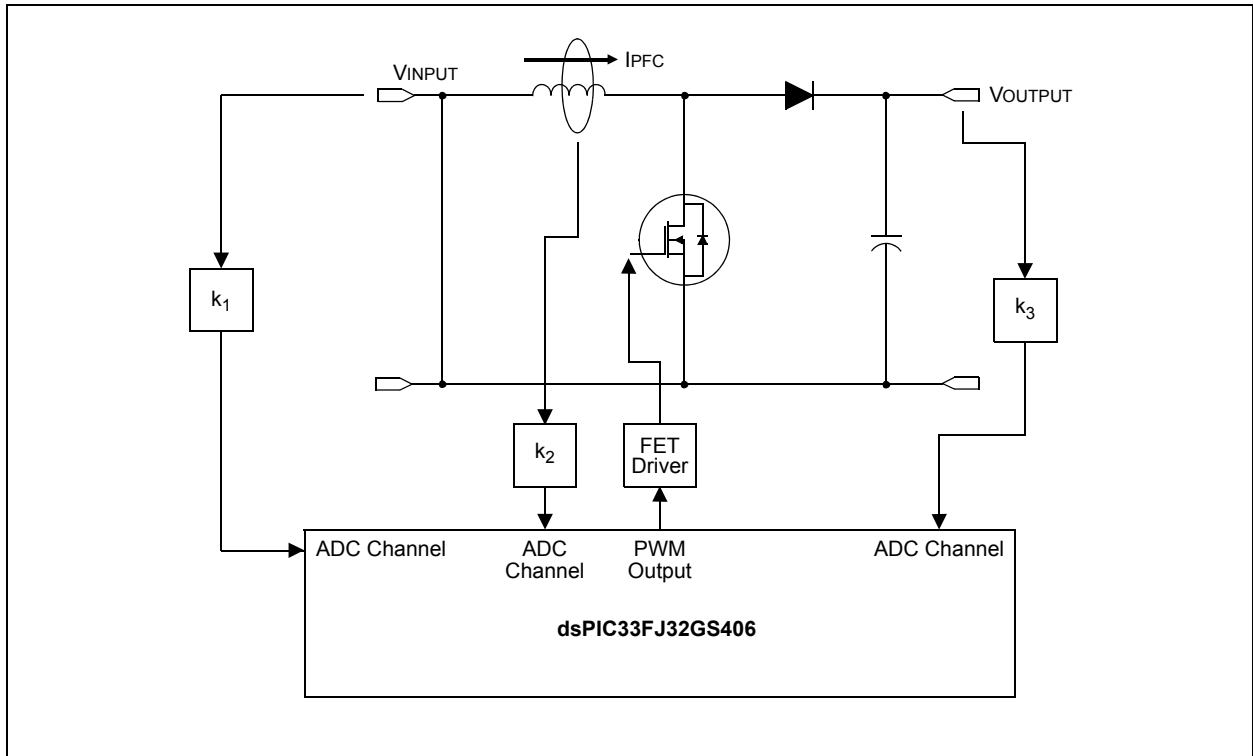 IPFC
VINPUT
VOUTPUT
k1
k3
k2
FET
Driver
ADC Channel
ADC
Channel
PWM
Output
ADC Channel
dsPIC33FJ32GS406